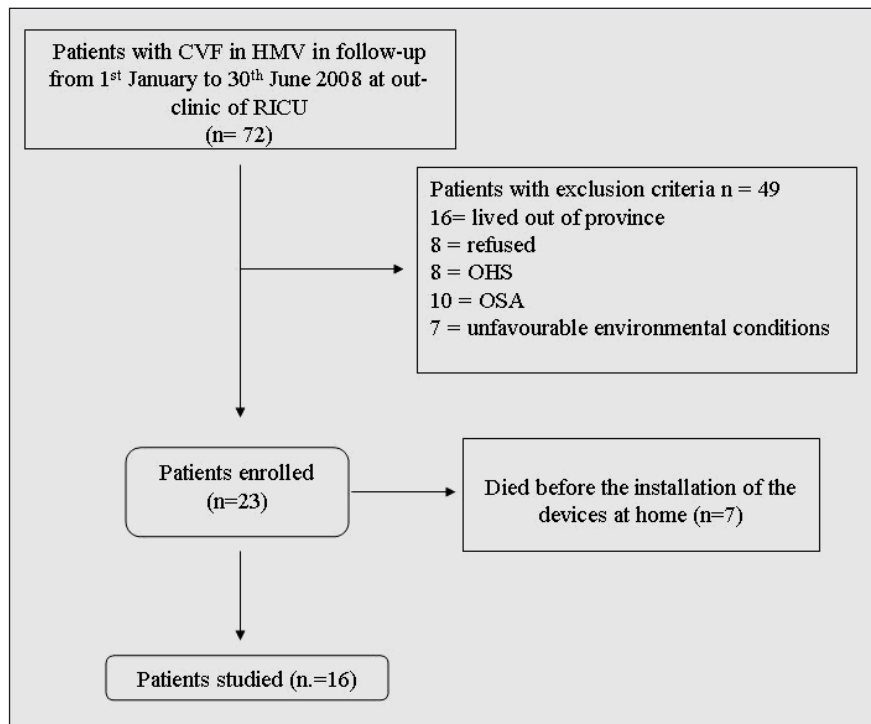 Patients with CVF in HMV in follow-up
from 1st January to 30th June 2008 at out-
clinic of RICU
(n= 72)
Patients with exclusion criteria n = 49
16= lived out of province
8 = refused
8 = OHS
10 = OSA
7 = unfavourable environmental conditions
Patients enrolled
(n=23)
Died before the installation of the
devices at home (n=7)
Patients studied (n.=16)